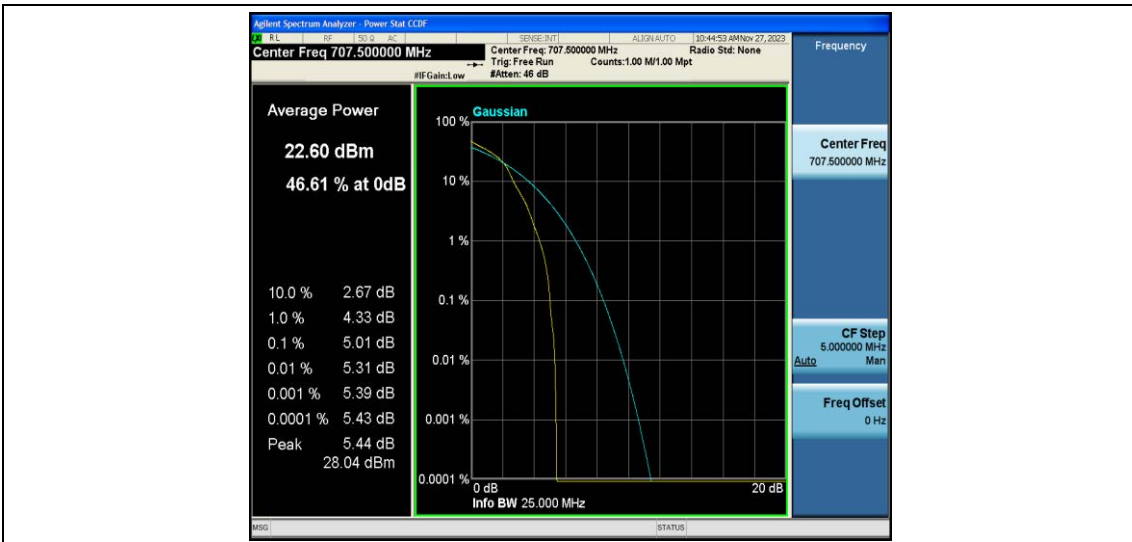 Agilent Spectrum Analyzer - Power Stat CCDF
RL RF 50 Ω AC SENSE:INT ALIGNAUTO 10:44:53 AMNov 27, 2023
Center Freq 707.500000 MHz
Center Freq: 707.500000 MHz Radio Std: None
Trig: Free Run Counts:1.00 M/1.00 Mpt
#IFGain:Low #Atten: 46 dB
Frequency
Average Power
22.60 dBm
46.61 % at 0dB
10.0 % 2.67 dB
1.0 % 4.33 dB
0.1 % 5.01 dB
0.01 % 5.31 dB
0.001 % 5.39 dB
0.0001 % 5.43 dB
Peak 5.44 dB
28.04 dBm
Gaussian
100 %
10 %
1 %
0.1 %
0.01 %
0.001 %
0.0001 %
0 dB 20 dB
Info BW 25.000 MHz
Center Freq
707.500000 MHz
CF Step
5.000000 MHz
Auto Man
Freq Offset
0 Hz
MSG STATUS